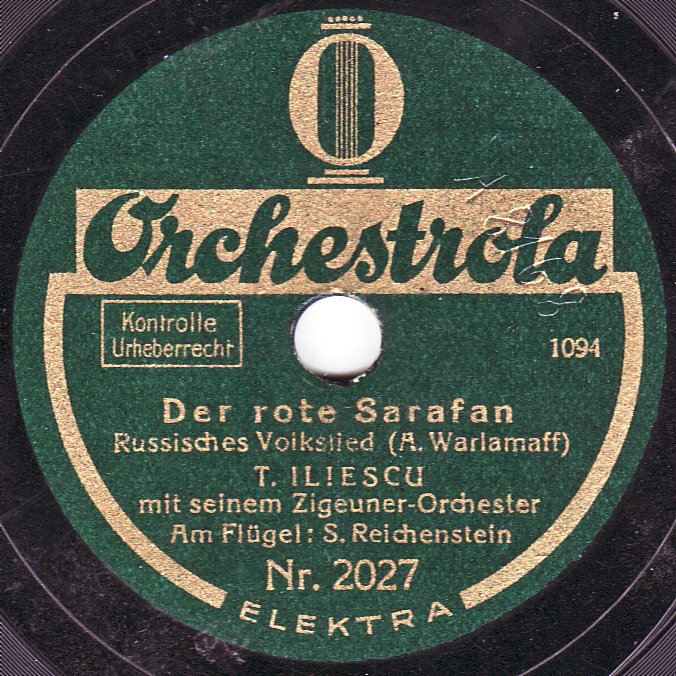 Orchestrola
Kontrolle
Urheberrecht
1094
Der rote Sarafan
Russisches Volkslied (A. Warlamaff)
T. ILIESCU
mit seinem Zigeuner-Orchester
Am Flügel: S. Reichenstein
Nr. 2027
ELEKTRA